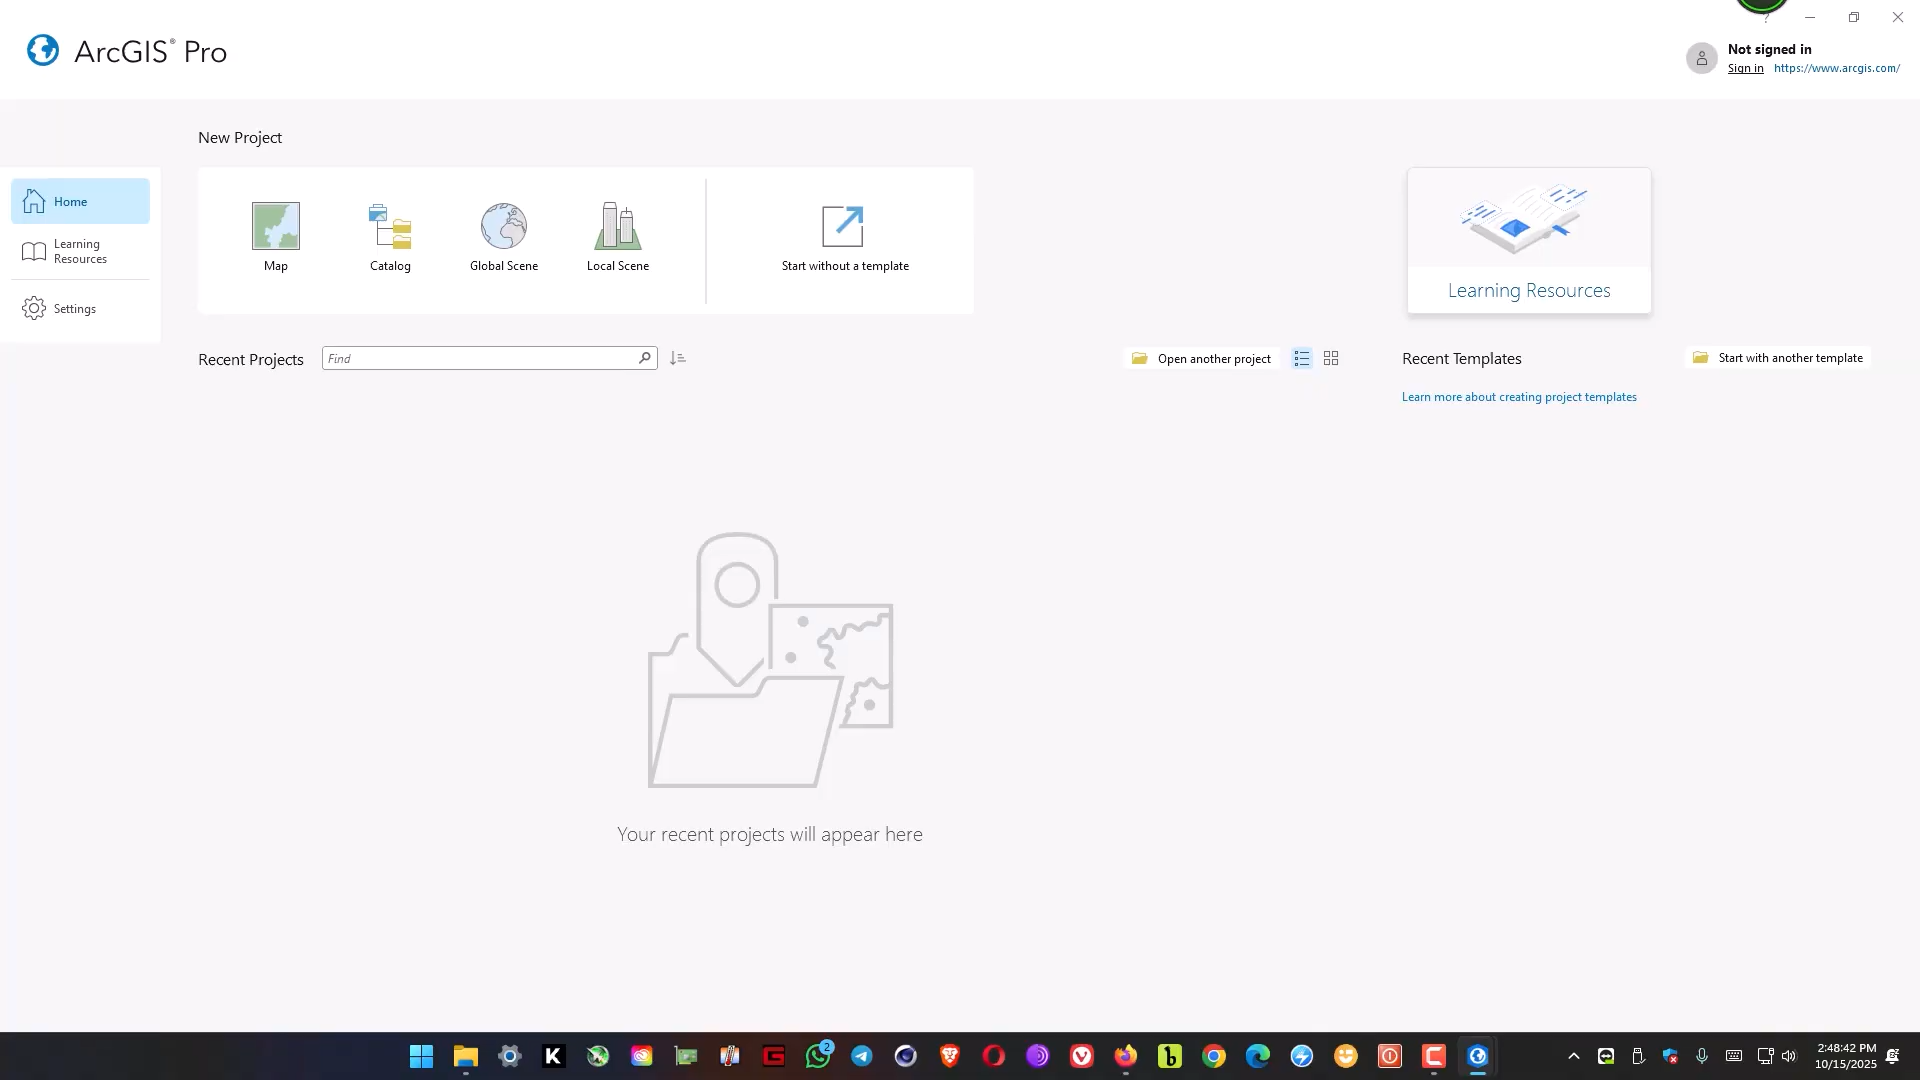 ArcGIS® Pro
?
Not signed in
Sign in https://www.arcgis.com/
New Project
Home
Learning
Resources
Settings
Map
Catalog
Global Scene
Local Scene
Start without a template
Learning Resources
Recent Projects
Find
Open another project
Recent Templates
Start with another template
Learn more about creating project templates
Your recent projects will appear here
K
2
b
2:48:42 PM
10/15/2025